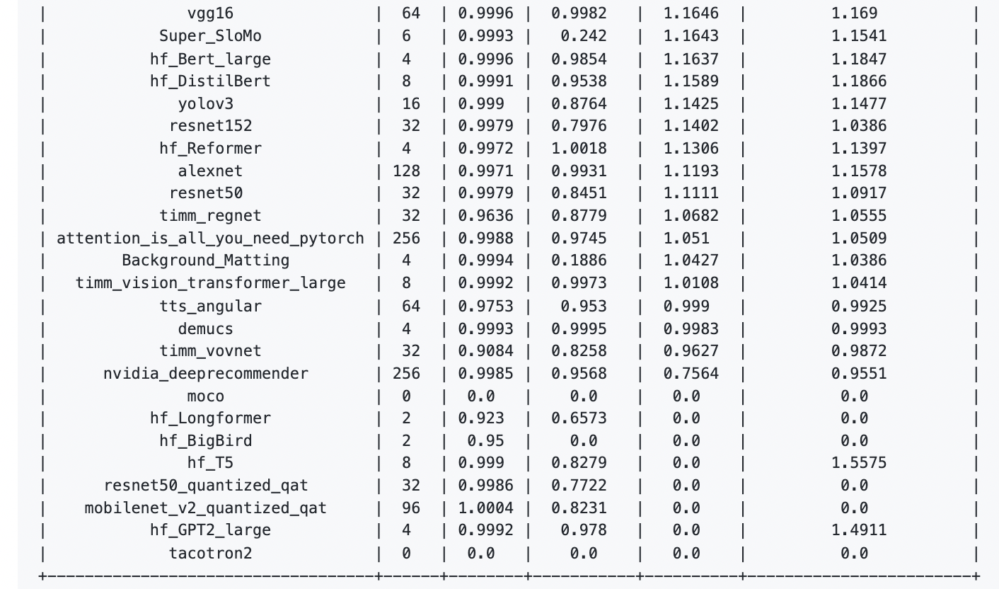 | vgg16 | 64 | 0.9996 | 0.9982 | 1.1646 | 1.169 |
| Super_SloMo | 6 | 0.9993 | 0.242 | 1.1643 | 1.1541 |
| hf_Bert_large | 4 | 0.9996 | 0.9854 | 1.1637 | 1.1847 |
| hf_DistilBert | 8 | 0.9991 | 0.9538 | 1.1589 | 1.1866 |
| yolov3 | 16 | 0.999 | 0.8764 | 1.1425 | 1.1477 |
| resnet152 | 32 | 0.9979 | 0.7976 | 1.1402 | 1.0386 |
| hf_Reformer | 4 | 0.9972 | 1.0018 | 1.1306 | 1.1397 |
| alexnet | 128 | 0.9971 | 0.9931 | 1.1193 | 1.1578 |
| resnet50 | 32 | 0.9979 | 0.8451 | 1.1111 | 1.0917 |
| timm_regnet | 32 | 0.9636 | 0.8779 | 1.0682 | 1.0555 |
| attention_is_all_you_need_pytorch | 256 | 0.9988 | 0.9745 | 1.051 | 1.0509 |
| Background_Matting | 4 | 0.9994 | 0.1886 | 1.0427 | 1.0386 |
| timm_vision_transformer_large | 8 | 0.9992 | 0.9973 | 1.0108 | 1.0414 |
| tts_angular | 64 | 0.9753 | 0.953 | 0.999 | 0.9925 |
| demucs | 4 | 0.9993 | 0.9995 | 0.9983 | 0.9993 |
| timm_vovnet | 32 | 0.9084 | 0.8258 | 0.9627 | 0.9872 |
| nvidia_deeprecommender | 256 | 0.9985 | 0.9568 | 0.7564 | 0.9551 |
| moco | 0 | 0.0 | 0.0 | 0.0 | 0.0 |
| hf_Longformer | 2 | 0.923 | 0.6573 | 0.0 | 0.0 |
| hf_BigBird | 2 | 0.95 | 0.0 | 0.0 | 0.0 |
| hf_T5 | 8 | 0.999 | 0.8279 | 0.0 | 1.5575 |
| resnet50_quantized_qat | 32 | 0.9986 | 0.7722 | 0.0 | 0.0 |
| mobilenet_v2_quantized_qat | 96 | 1.0004 | 0.8231 | 0.0 | 0.0 |
| hf_GPT2_large | 4 | 0.9992 | 0.978 | 0.0 | 1.4911 |
| tacotron2 | 0 | 0.0 | 0.0 | 0.0 | 0.0 |
+-----------------------------------+------+--------+-----------+----------+------------------------+